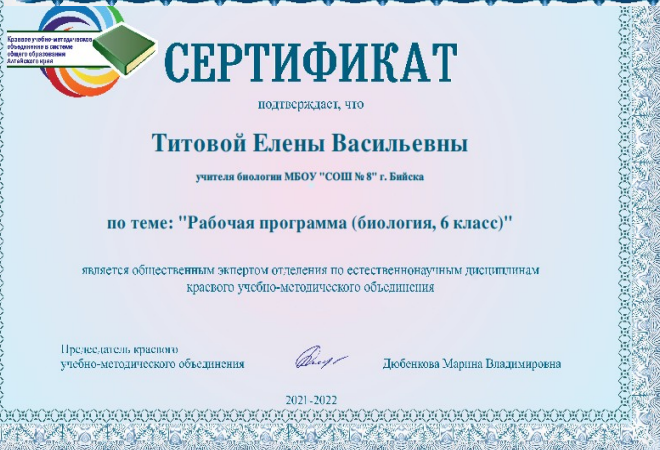 Краевое учебно-методическое
объединение в системе
общего образования
Алтайского края
СЕРТИФИКАТ
подтверждает, что
Титовой Елены Васильевны
учителя биологии МБОУ "СОШ № 8" г. Бийска
по теме: "Рабочая программа (биология, 6 класс)"
является общественным экпертом отделения по естественнонаучным дисциплинам
краевого учебно-методического объединения
Председатель краевого
учебно-методического объединения
Дюбенкова Марина Владимировна
2021-2022